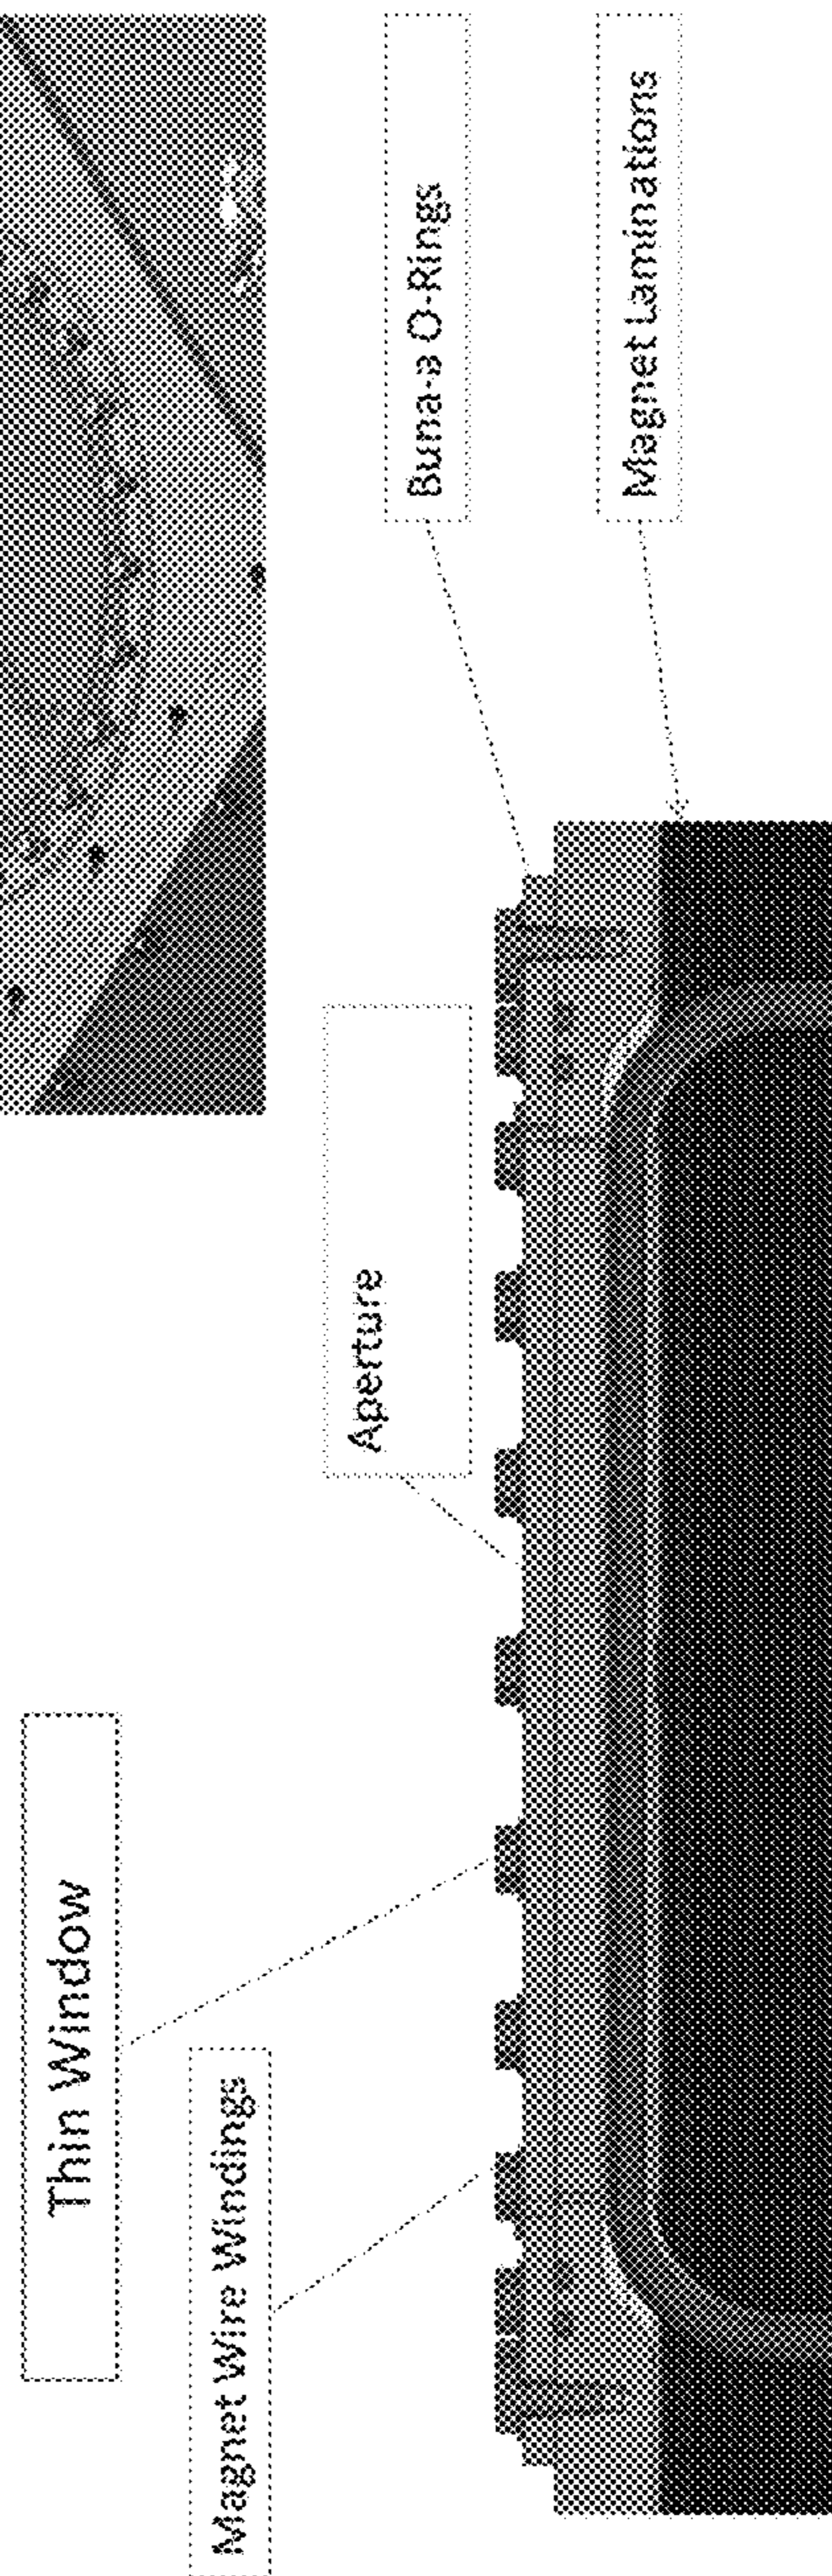 Thin Window
Magnet Wire Windings
Aperture
Buna-a O-Rings
Magnet Laminations